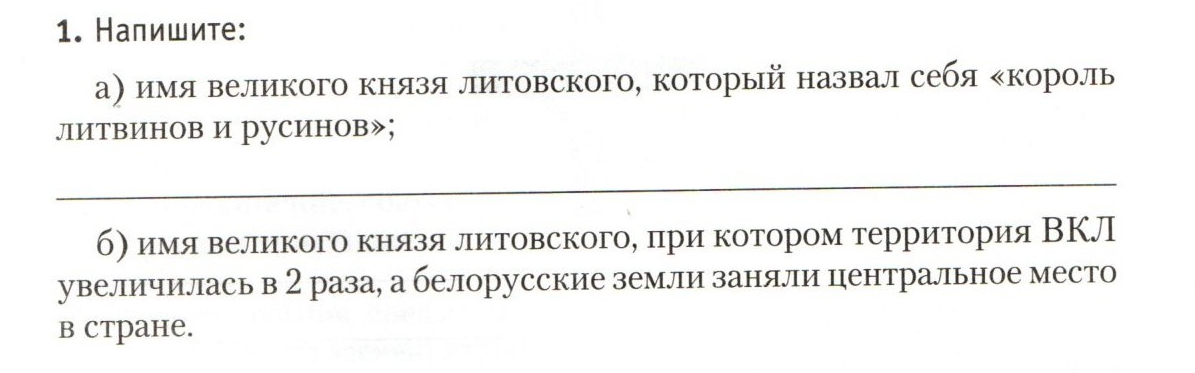 1. Напишите:
а) имя великого князя литовского, который назвал себя «король
литвинов и русинов»;
б) имя великого князя литовского, при котором территория ВКЛ
увеличилась в 2 раза, а белорусские земли заняли центральное место
в стране.